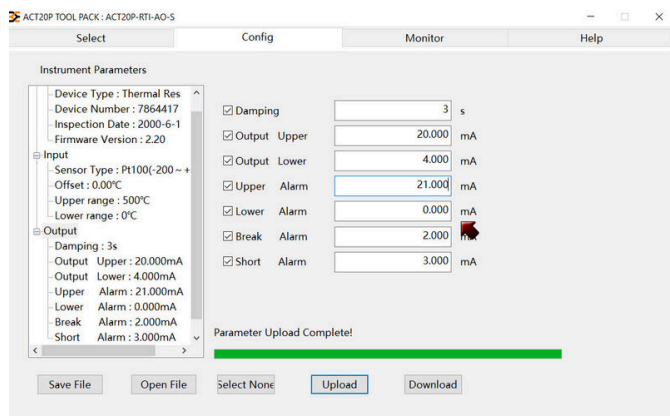 ACT20P TOOL PACK : ACT20P-RTI-AO-S
Select Config Monitor Help
Instrument Parameters
Device Type : Thermal Res
Device Number : 7864417
Inspection Date : 2000-6-1
Firmware Version : 2.20
Input
Sensor Type : Pt100(-200 ~ +
Offset : 0.00℃
Upper range : 500℃
Lower range : 0℃
Output
Damping : 3s
Output Upper : 20.000mA
Output Lower : 4.000mA
Upper Alarm : 21.000mA
Lower Alarm : 0.000mA
Break Alarm : 2.000mA
Short Alarm : 3.000mA
Damping 3 s
Output Upper 20.000 mA
Output Lower 4.000 mA
Upper Alarm 21.000 mA
Lower Alarm 0.000 mA
Break Alarm 2.000
Short Alarm 3.000 mA
Parameter Upload Complete!
Save File Open File Select None Upload Download